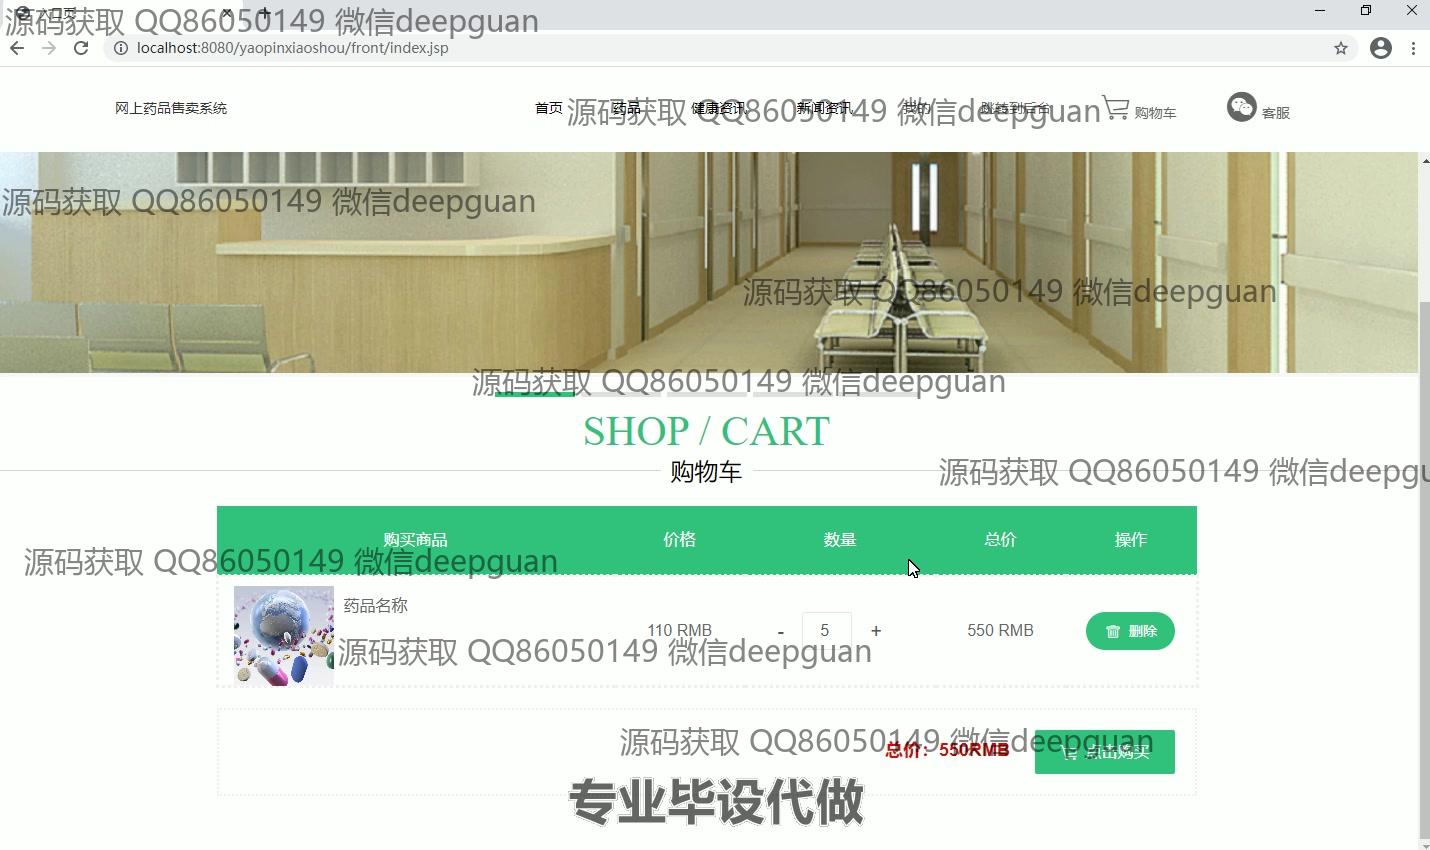 入口页
源码获取 QQ86050149 微信deepguan
localhost:8080/yaopinxiaoshou/front/index.jsp
网上药品售卖系统 首页 药品 健康资讯 新闻资讯 我的 跳转到后台 购物车 客服
源码获取 QQ86050149 微信deepguan
源码获取 QQ86050149 微信deepguan
源码获取 QQ86050149 微信deepguan
源码获取 QQ86050149 微信deepguan
SHOP / CART
购物车
源码获取 QQ86050149 微信deepgu
购买商品 价格 数量 总价 操作
源码获取 QQ86050149 微信deepguan
药品名称
110 RMB - 5 + 550 RMB 删除
源码获取 QQ86050149 微信deepguan
源码获取 QQ86050149 微信deepguan
总价：550RMB 点击购买
专业毕设代做